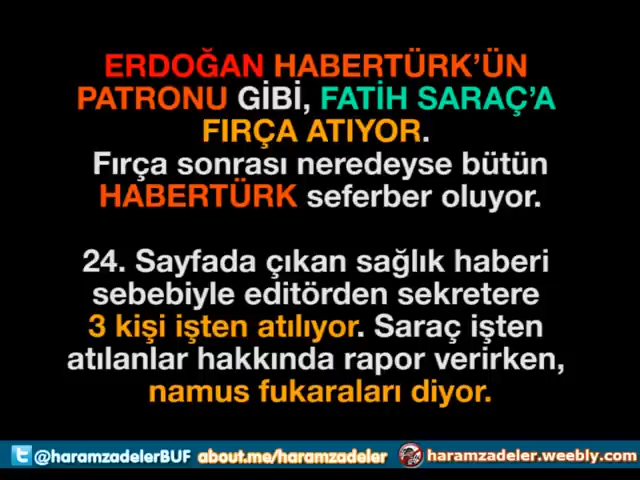 ERDOĞAN HABERTÜRK’ÜN
PATRONU GİBİ, FATİH SARAÇ’A
FIRÇA ATIYOR.
Fırça sonrası neredeyse bütün
HABERTÜRK seferber oluyor.
24. Sayfada çıkan sağlık haberi
sebebiyle editörden sekretere
3 kişi işten atılıyor. Saraç işten
atılanlar hakkında rapor verirken,
namus fukaraları diyor.
@haramzadelerBUF about.me/haramzadeler haramzadeler.weebly.com